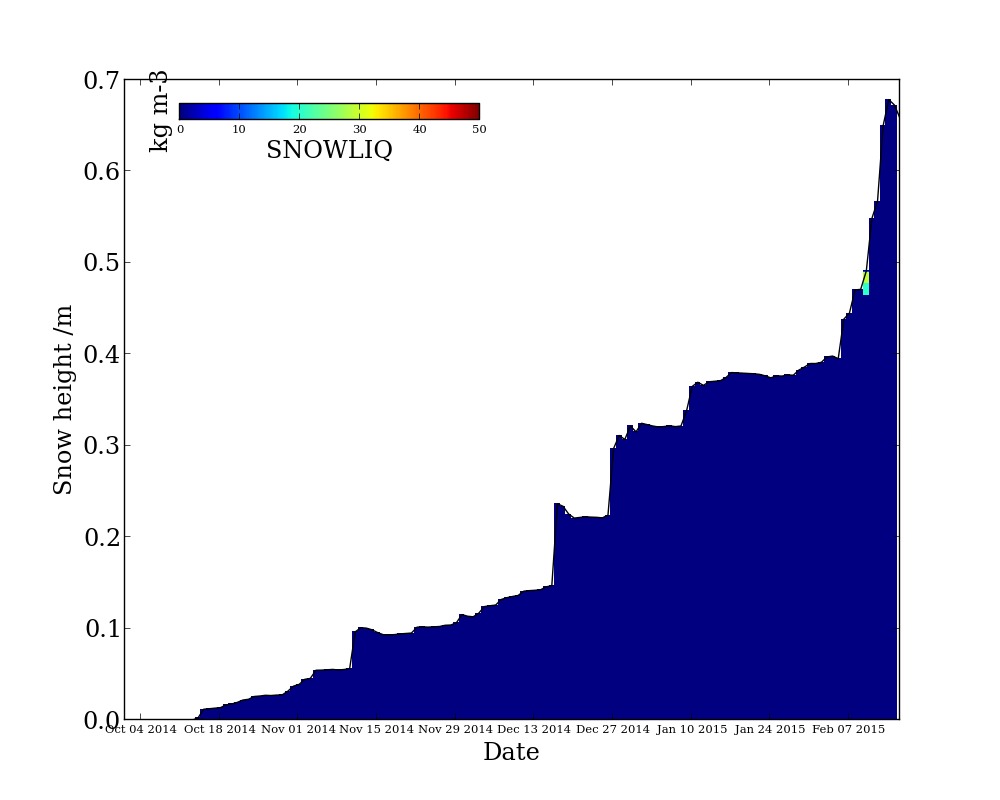 0.7
0.6
0.5
0.4
0.3
0.2
0.1
0.0
Snow height /m
kg m-3
0 10 20 30 40 50
SNOWLIQ
Oct 04 2014 Oct 18 2014 Nov 01 2014 Nov 15 2014 Nov 29 2014 Dec 13 2014 Dec 27 2014 Jan 10 2015 Jan 24 2015 Feb 07 2015
Date